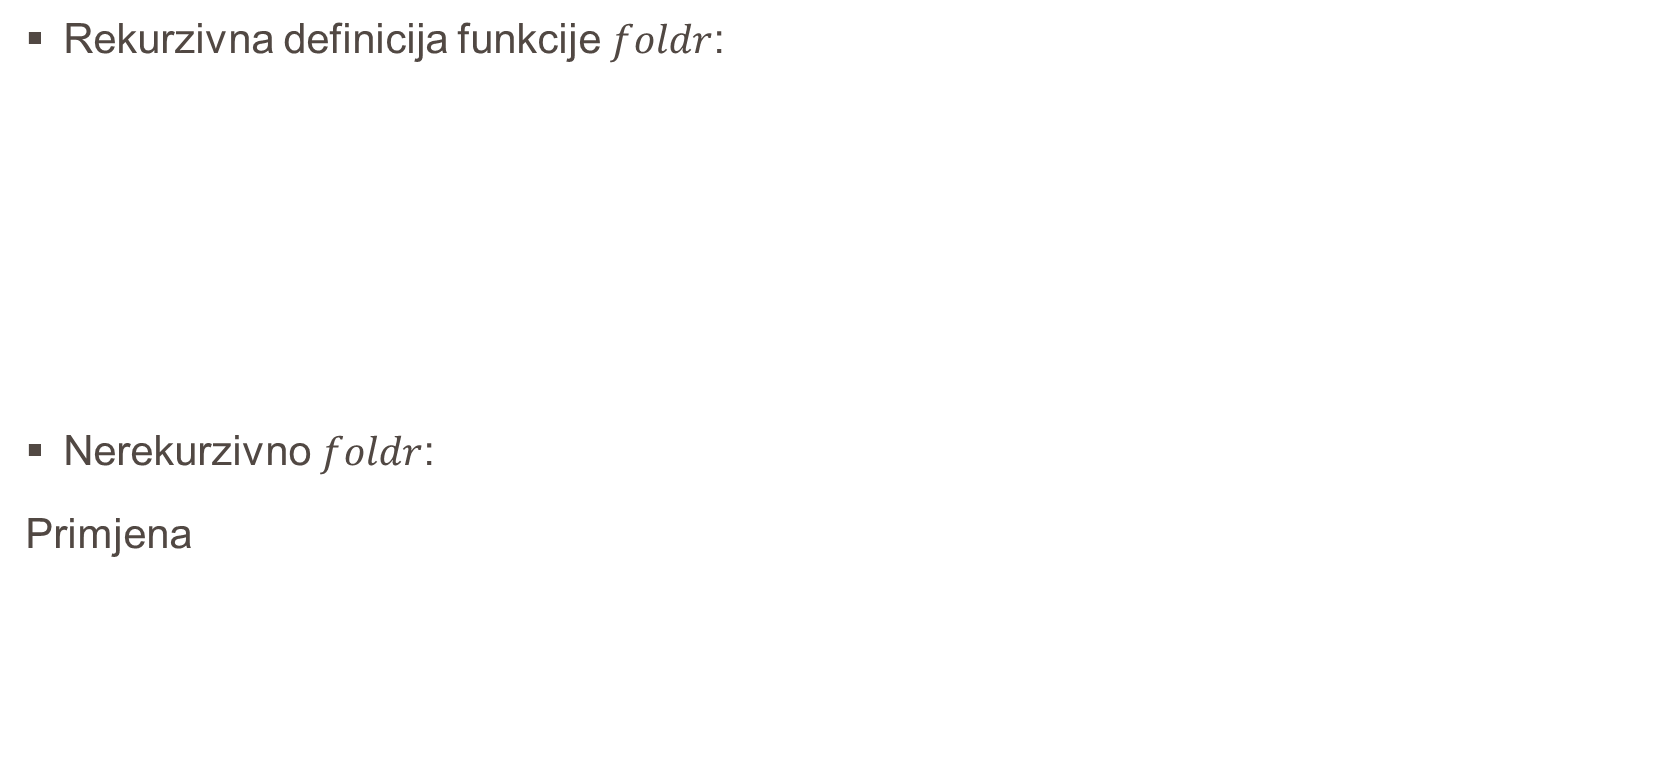 ▪ Rekurzivna definicija funkcije foldr:
▪ Nerekurzivno foldr:
Primjena